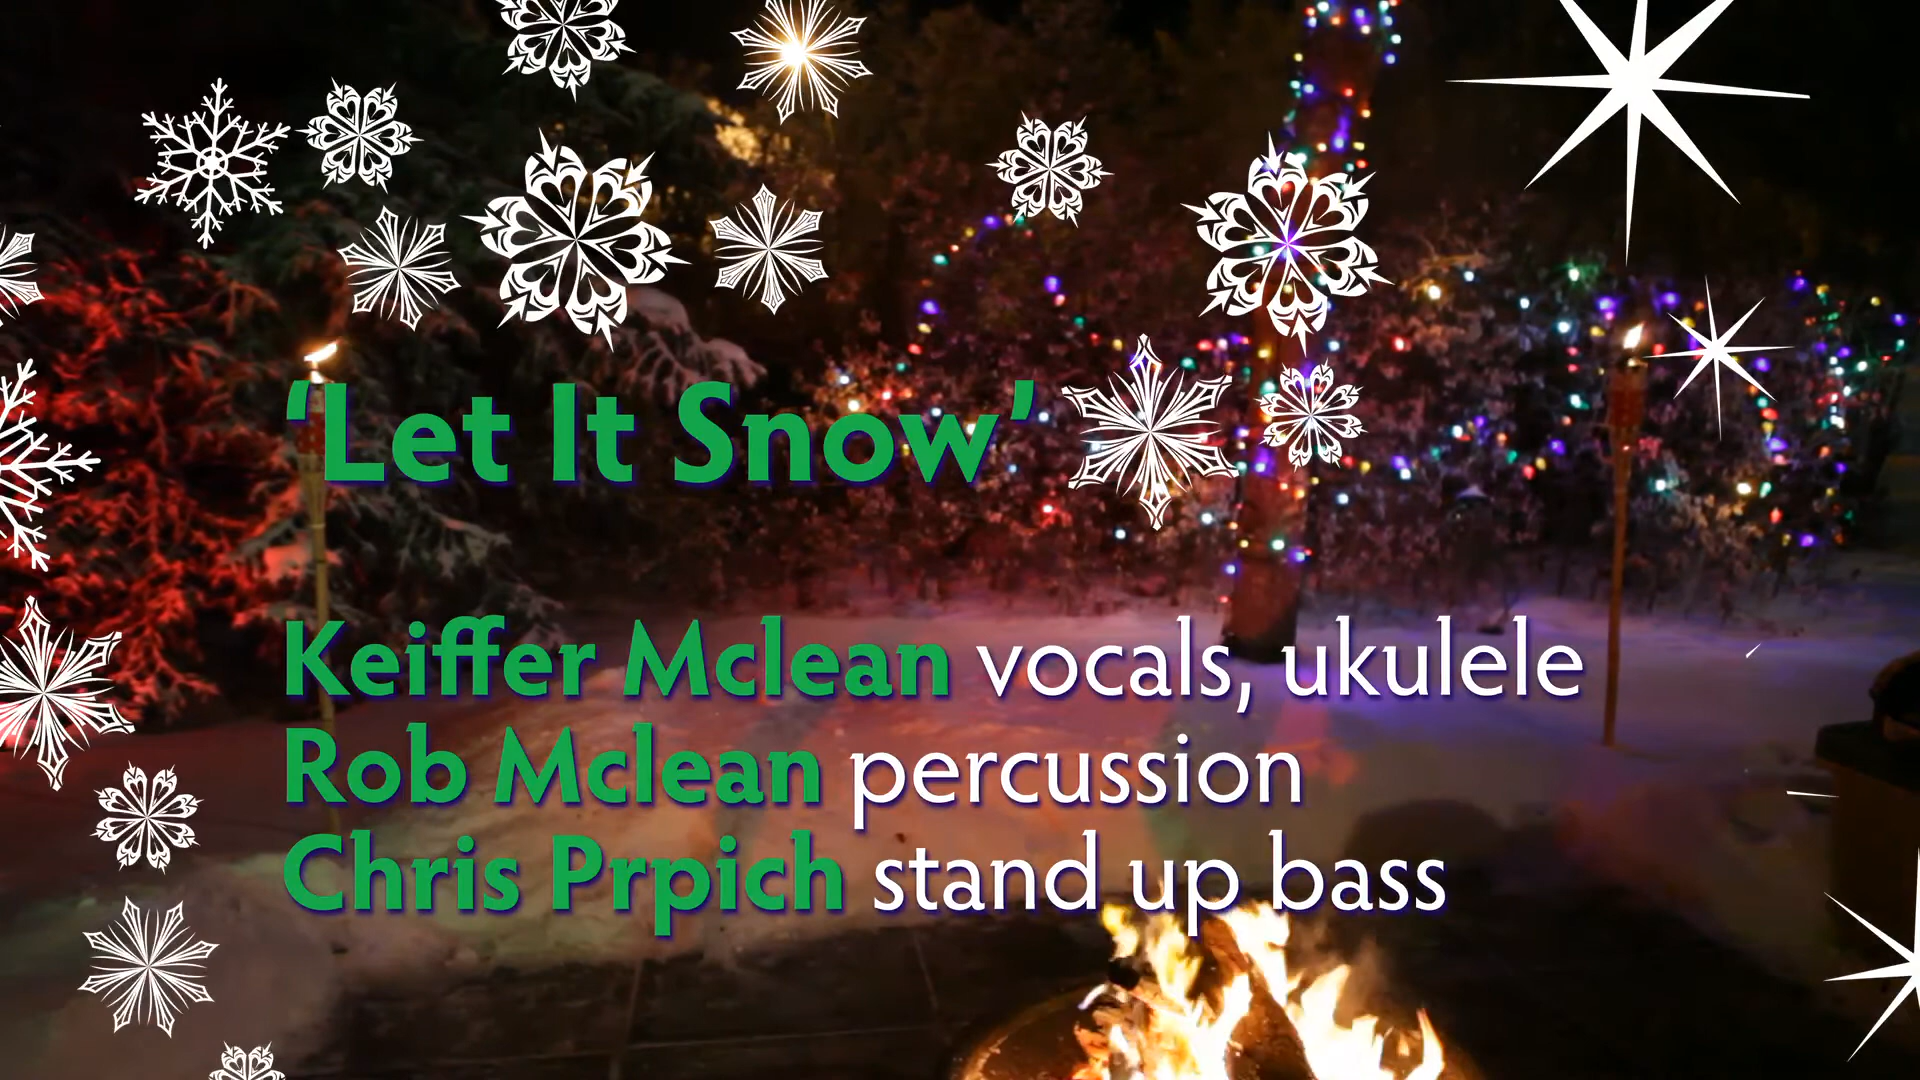 ‘Let It Snow’
Keiffer Mclean vocals, ukulele
Rob Mclean percussion
Chris Prpich stand up bass